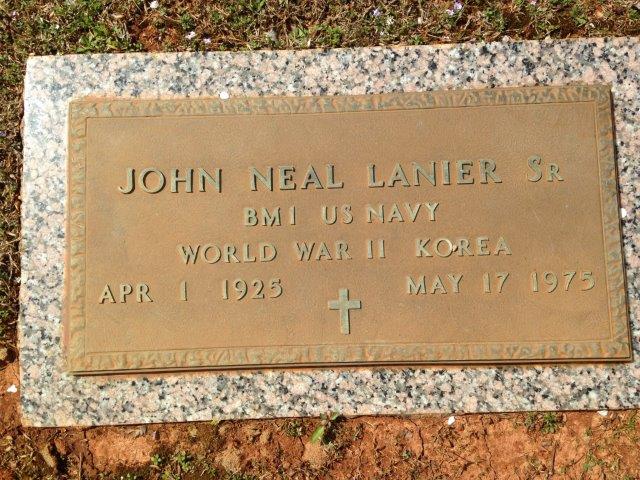 JOHN NEAL LANIER SR
BM1 US NAVY
WORLD WAR II KOREA
APR 1 1925 MAY 17 1975